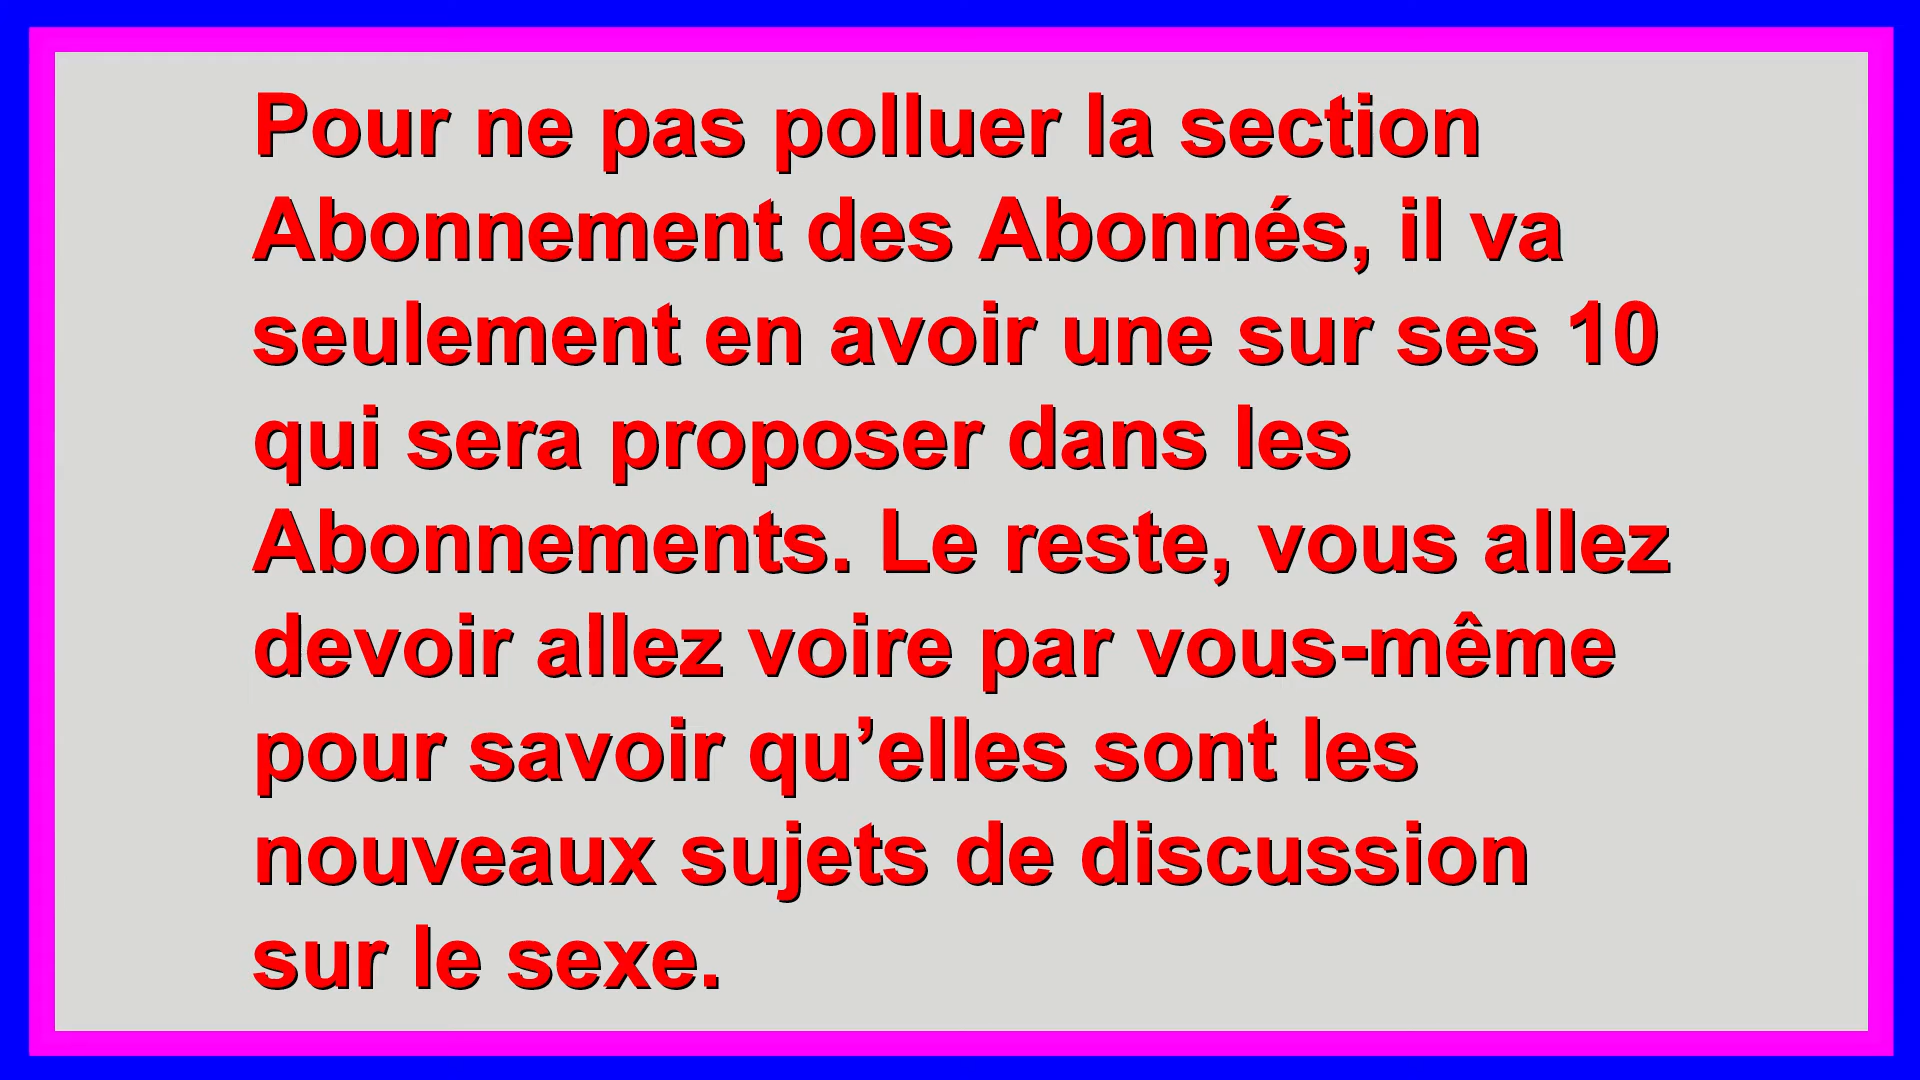 Pour ne pas polluer la section
Abonnement des Abonnés, il va
seulement en avoir une sur ses 10
qui sera proposer dans les
Abonnements. Le reste, vous allez
devoir allez voire par vous-même
pour savoir qu’elles sont les
nouveaux sujets de discussion
sur le sexe.